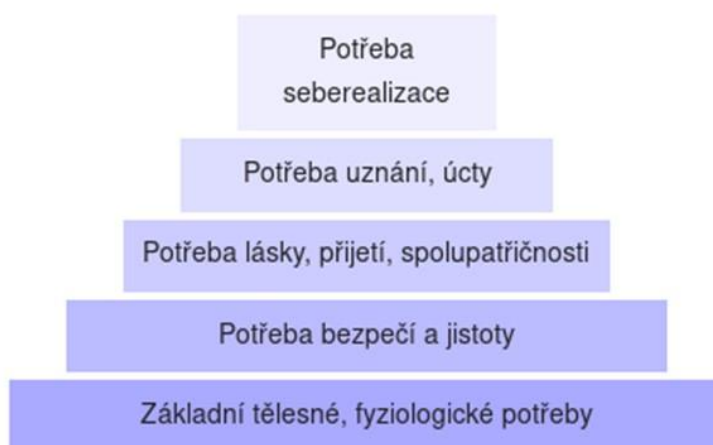 Potřeba
seberealizace
Potřeba uznání, úcty
Potřeba lásky, přijetí, spolupatřičnosti
Potřeba bezpečí a jistoty
Základní tělesné, fyziologické potřeby